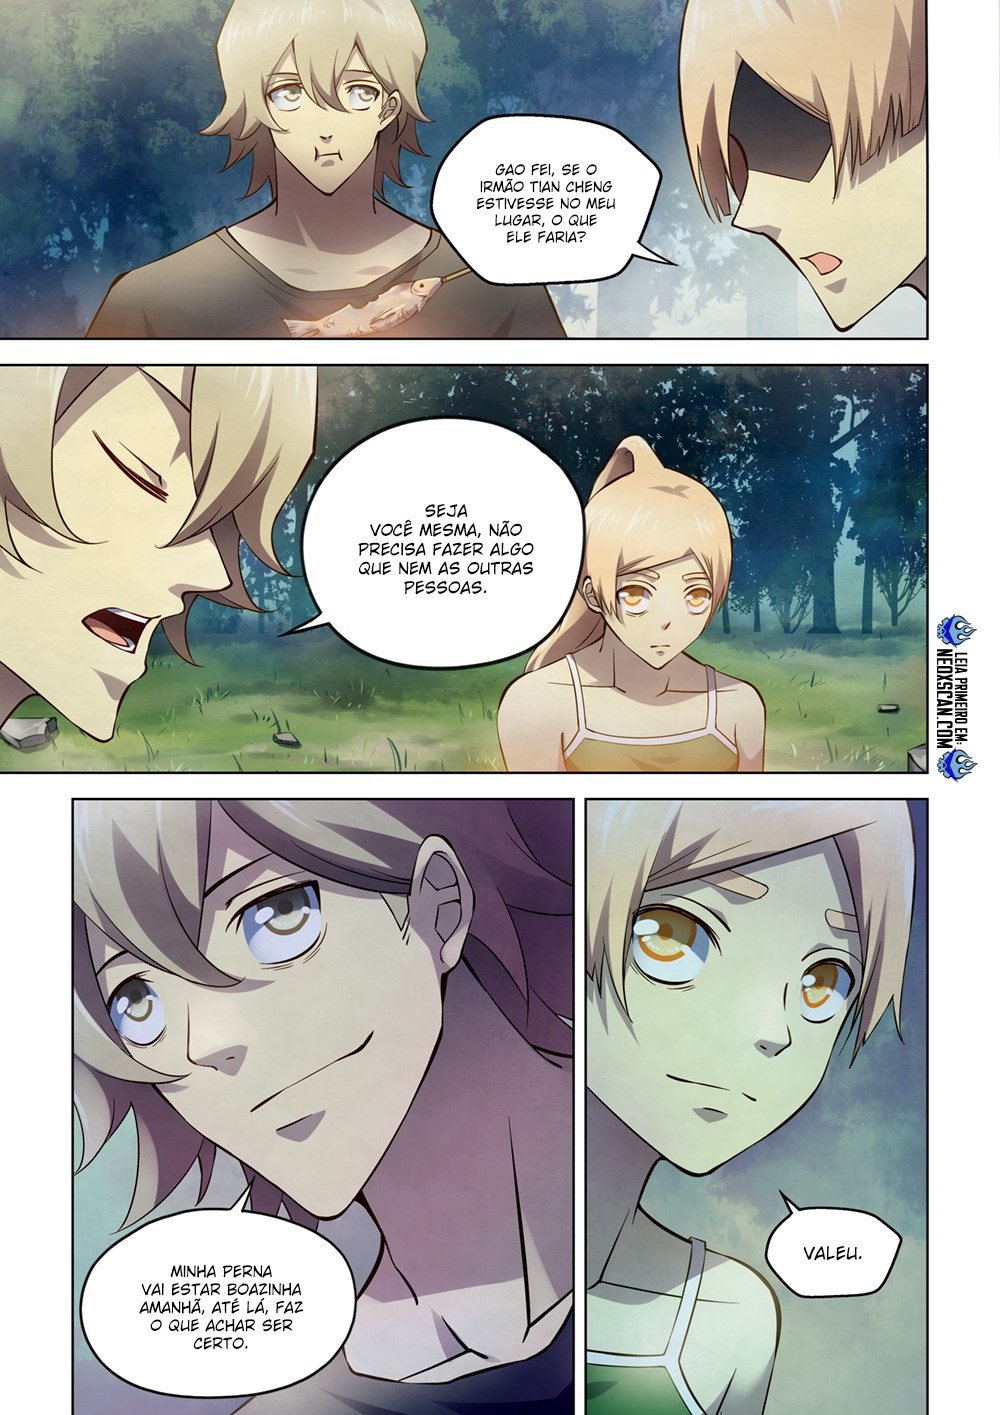 GAO FEI, SE O
IRMÃO TIAN CHENG
ESTIVESSE NO MEU
LUGAR, O QUE
ELE FARIA?
SEJA
VOCÊ MESMA, NÃO
PRECISA FAZER ALGO
QUE NEM AS OUTRAS
PESSOAS.
LEIA PRIMEIRO EM:
NEOXSCAN.COM
MINHA PERNA
VAI ESTAR BOAZINHA
AMANHÃ, ATÉ LÁ, FAZ
O QUE ACHAR SER
CERTO.
VALEU.